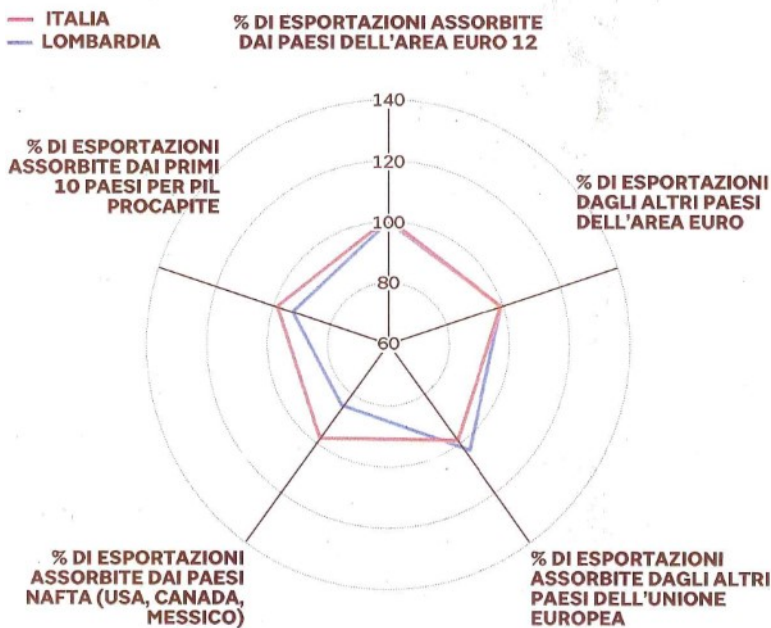 ITALIA
LOMBARDIA
% DI ESPORTAZIONI ASSORBITE
DAI PAESI DELL'AREA EURO 12
140
120
100
80
60
% DI ESPORTAZIONI
ASSORBITE DAI PRIMI
10 PAESI PER PIL
PROCAPITE
% DI ESPORTAZIONI
DAGLI ALTRI PAESI
DELL'AREA EURO
% DI ESPORTAZIONI
ASSORBITE DAI PAESI
NAFTA (USA, CANADA,
MESSICO)
% DI ESPORTAZIONI
ASSORBITE DAGLI ALTRI
PAESI DELL'UNIONE
EUROPEA